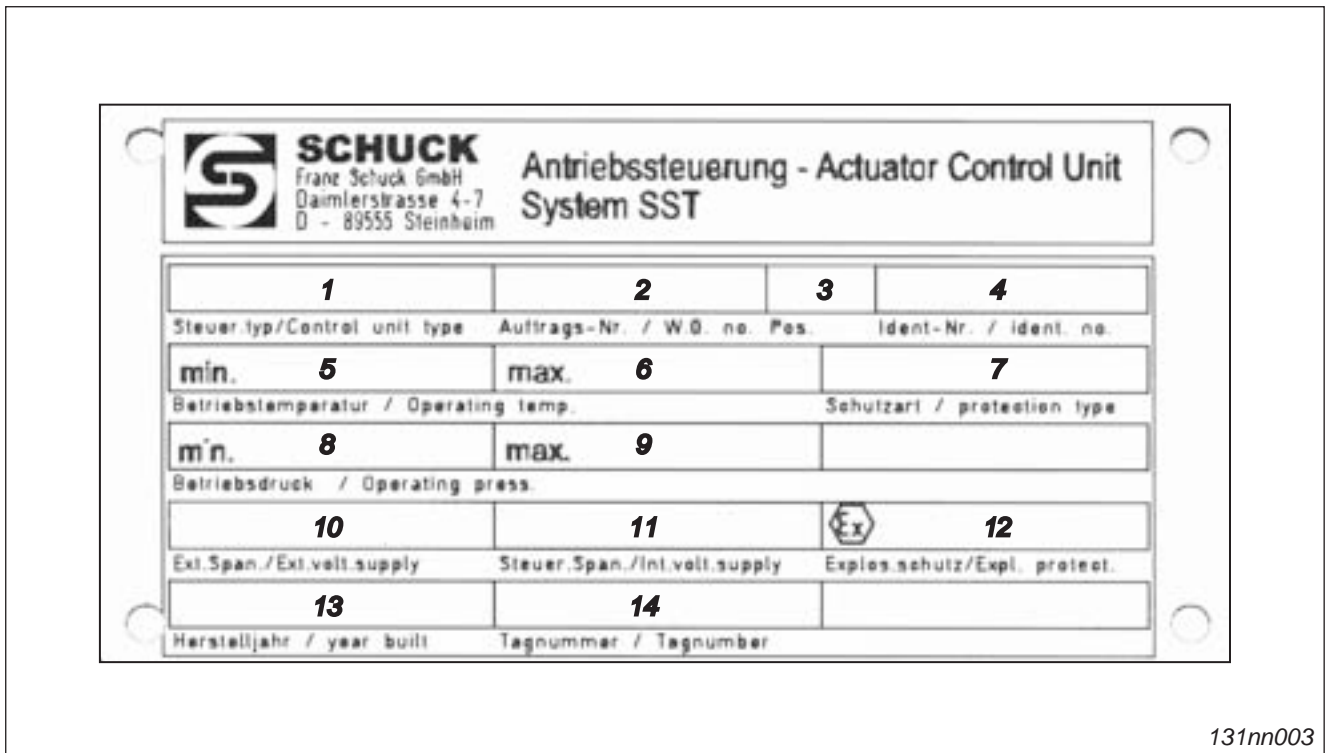 SCHUCK
Franz Schuck GmbH
Daimlerstrasse 4-7
D - 89555 Steinheim
Antriebssteuerung - Actuator Control Unit
System SST
1 2 3 4
Steuer.typ/Control unit type Auftrags-Nr. / W.O. no. Pos. Ident-Nr. / ident. no.
min. 5 max. 6 7
Betriebstemperatur / Operating temp. Schutzart / protection type
min. 8 max. 9
Betriebsdruck / Operating press.
10 11 Ex 12
Ext.Span./Ext.volt.supply Steuer.Span./Int.volt.supply Explos.schutz/Expl. protect.
13 14
Herstelljahr / year built Tagnummer / Tagnumber
131nn003